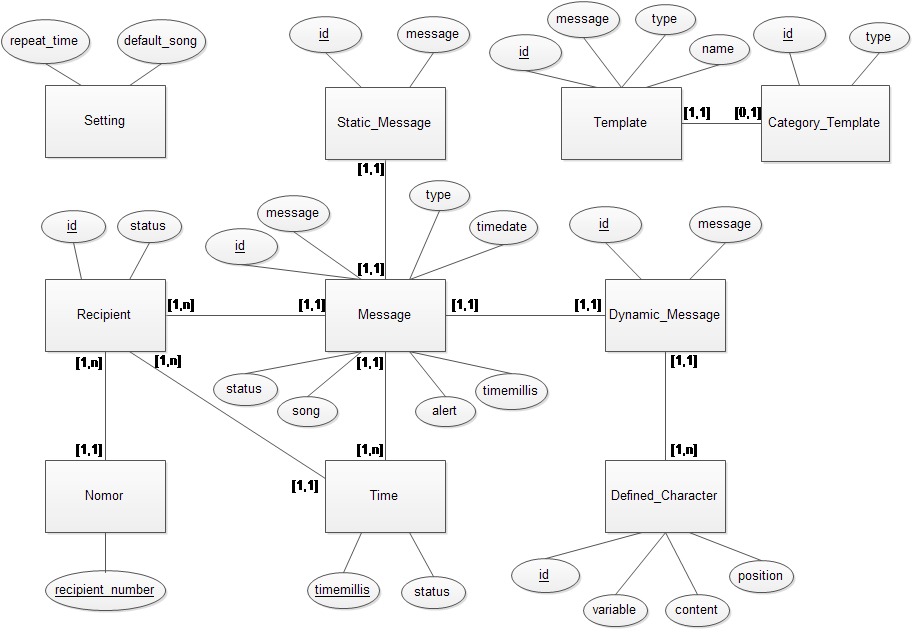 repeat_time
default_song
Setting
id
message
Static_Message
[1,1]
id
message
type
name
Template
[1,1]
[0,1]
id
type
Category_Template
id
status
Recipient
[1,n]
[1,n]
[1,n]
id
message
type
timedate
[1,1]
[1,1]
Message
[1,1]
[1,1]
status
song
alert
timemillis
id
message
[1,1]
Dynamic_Message
[1,1]
[1,1]
Nomor
recipient_number
[1,n]
[1,1]
Time
timemillis
status
[1,n]
Defined_Character
id
variable
content
position